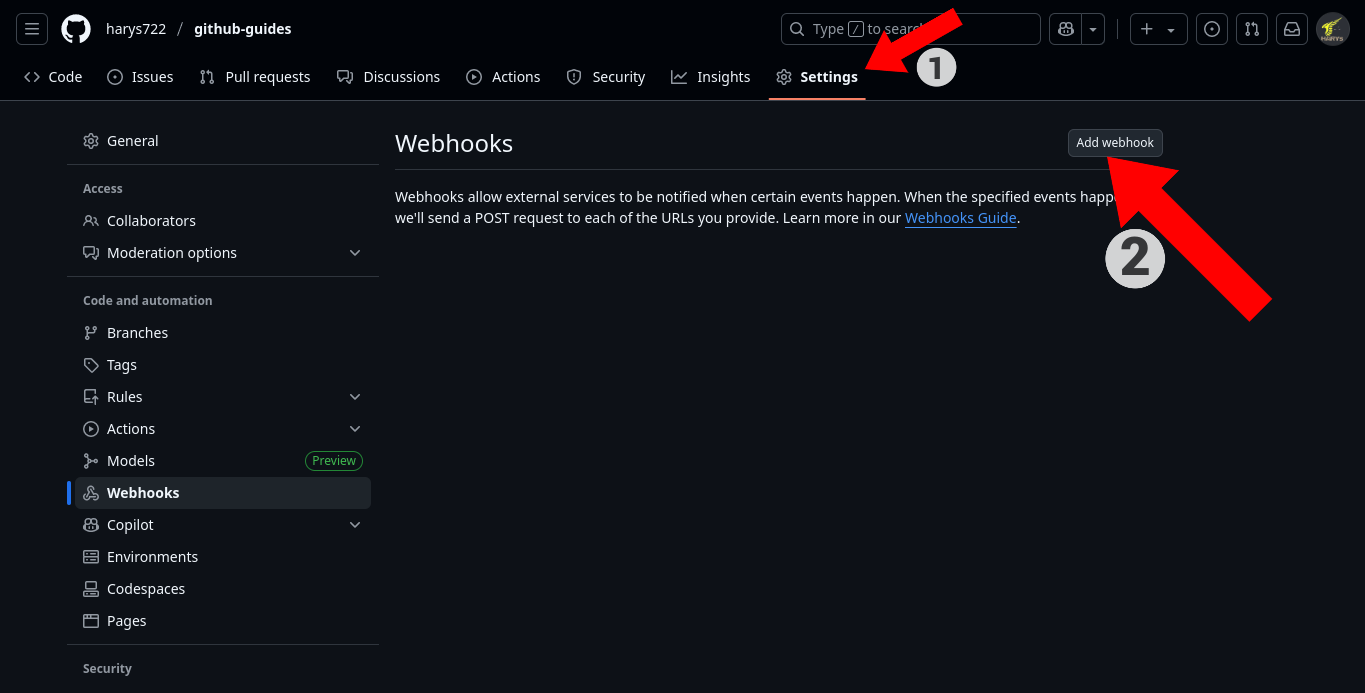 harys722 / github-guides
Type / to search
Code Issues Pull requests Discussions Actions Security Insights Settings
1
General
Access
Collaborators
Moderation options
Code and automation
Branches
Tags
Rules
Actions
Models Preview
Webhooks
Copilot
Environments
Codespaces
Pages
Security
Webhooks
Add webhook
Webhooks allow external services to be notified when certain events happen. When the specified events
we'll send a POST request to each of the URLs you provide. Learn more in our Webhooks Guide.
2